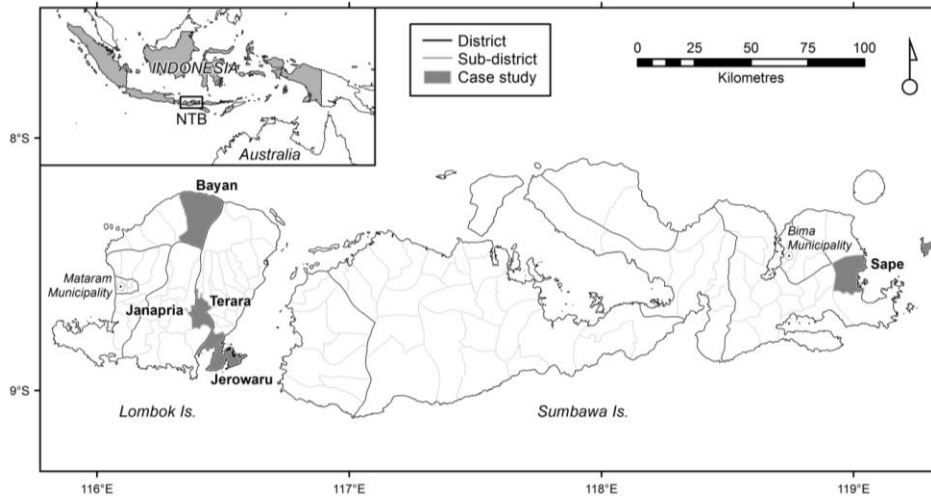 INDONESIA
NTB
Australia
District
Sub-district
Case study
0 25 50 75 100
Kilometres
8°S
Bayan
Bima
Municipality
Sape
Mataram
Municipality
Janapria
Terara
Jerowaru
9°S
Lombok Is.
Sumbawa Is.
116°E
117°E
118°E
119°E